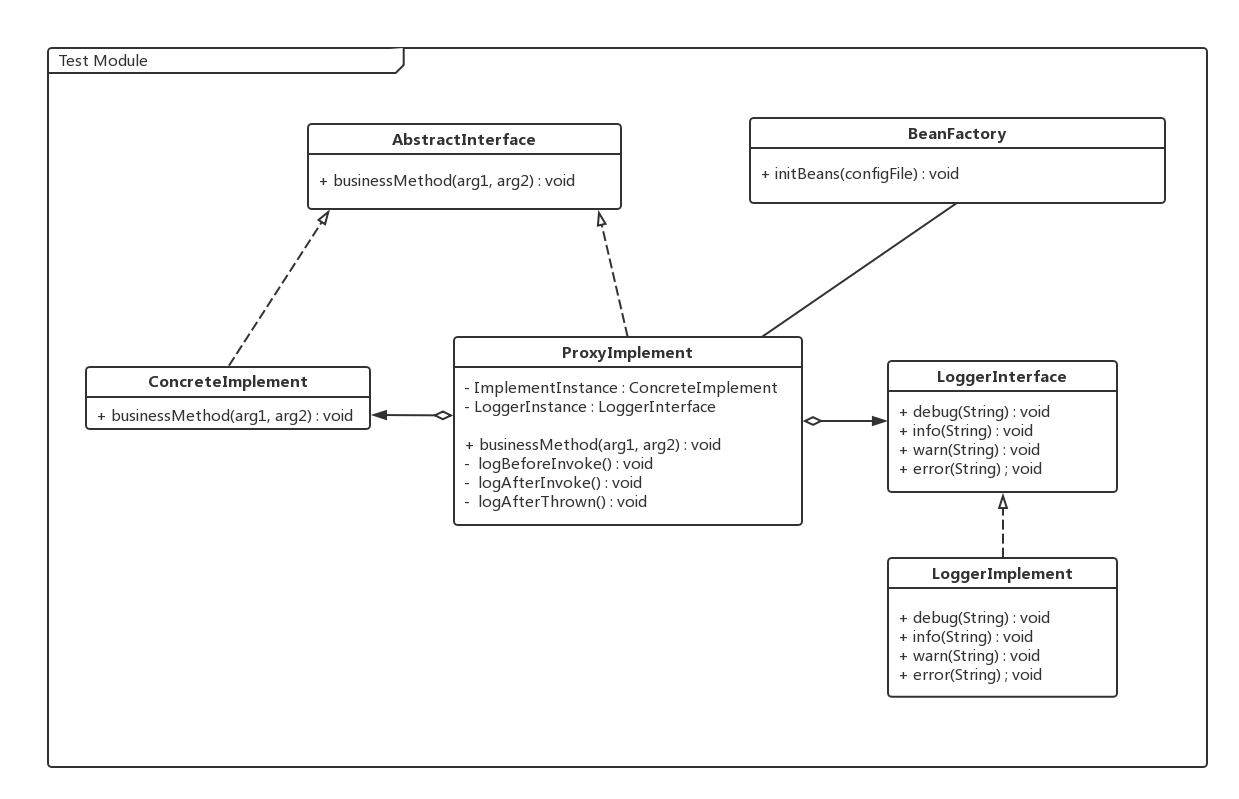 Test Module
AbstractInterface
+ businessMethod(arg1, arg2) : void
BeanFactory
+ initBeans(configFile) : void
ConcreteImplement
+ businessMethod(arg1, arg2) : void
ProxyImplement
- ImplementInstance : ConcreteImplement
- LoggerInstance : LoggerInterface
+ businessMethod(arg1, arg2) : void
- logBeforeInvoke() : void
- logAfterInvoke() : void
- logAfterThrown() : void
LoggerInterface
+ debug(String) : void
+ info(String) : void
+ warn(String) : void
+ error(String) ; void
LoggerImplement
+ debug(String) : void
+ info(String) : void
+ warn(String) : void
+ error(String) ; void